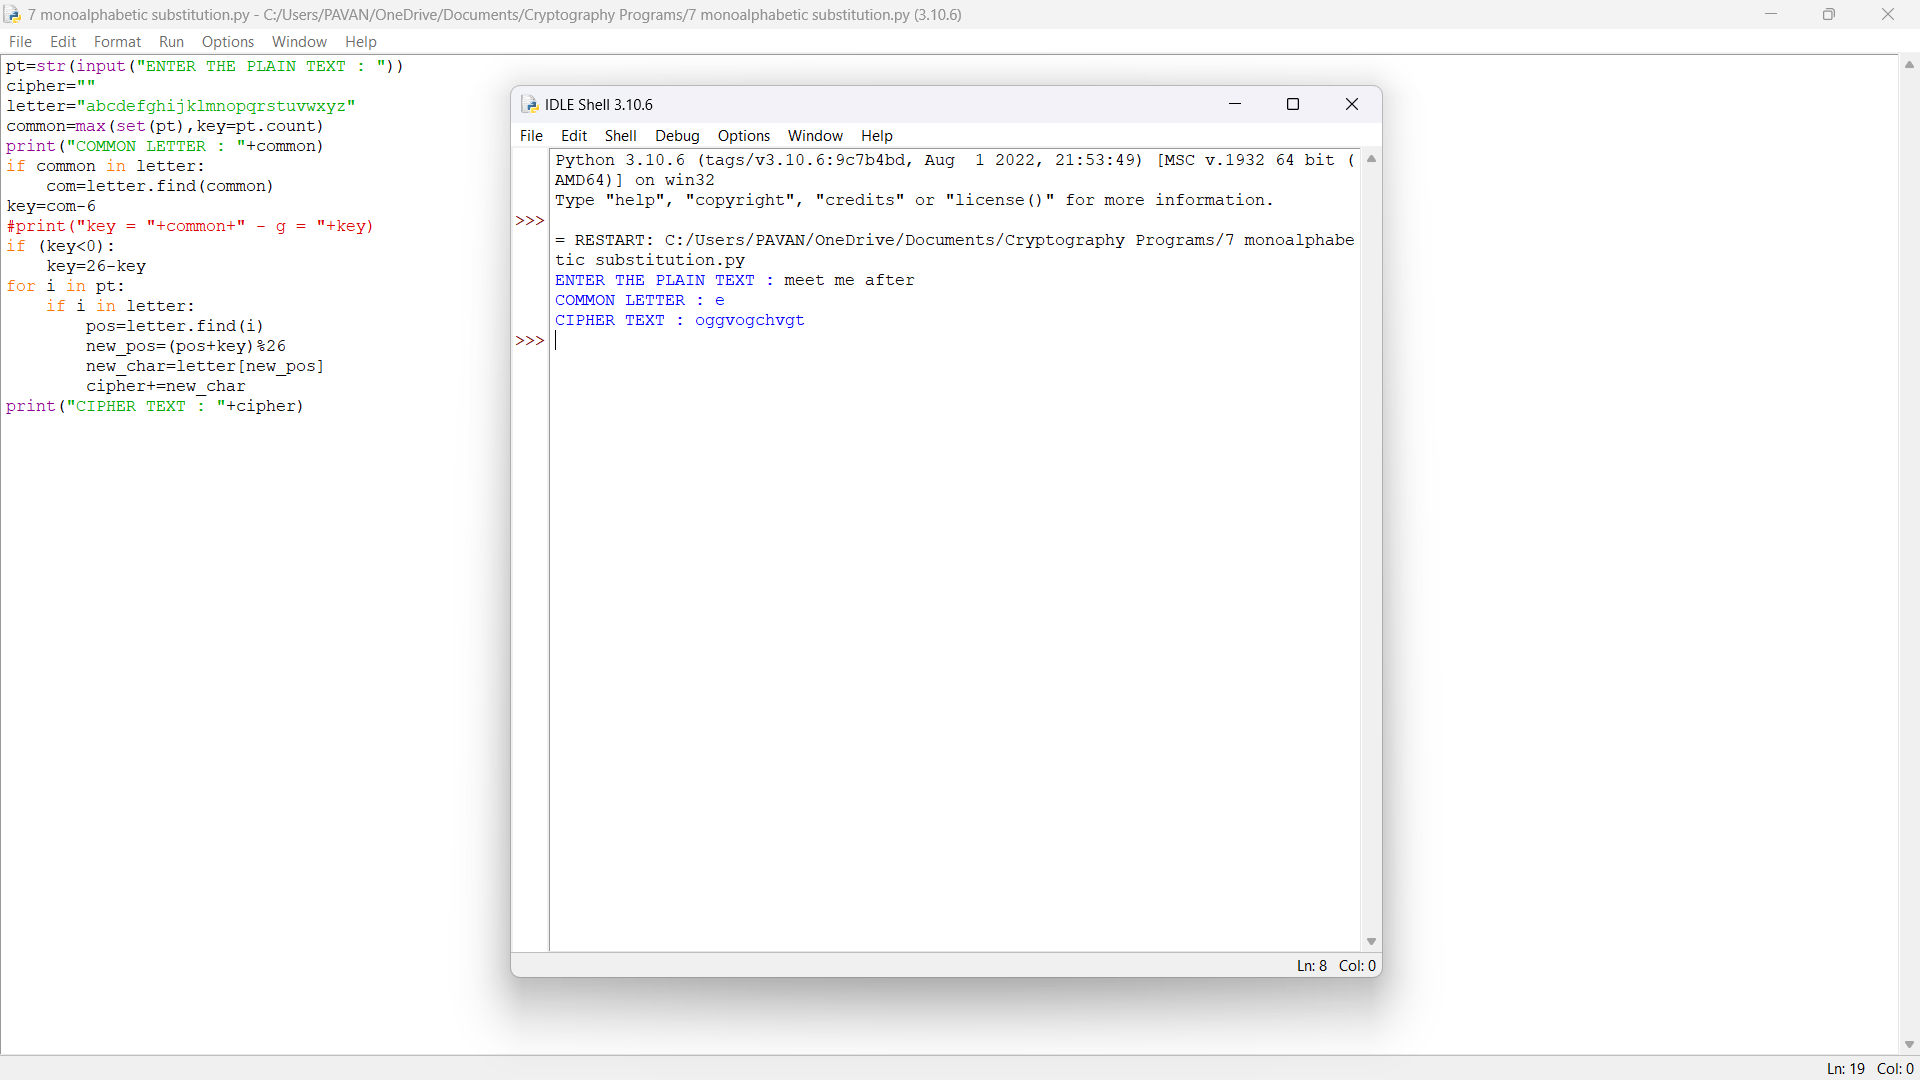 7 monoalphabetic substitution.py - C:/Users/PAVAN/OneDrive/Documents/Cryptography Programs/7 monoalphabetic substitution.py (3.10.6)
File Edit Format Run Options Window Help
pt=str(input("ENTER THE PLAIN TEXT : "))
cipher=""
letter="abcdefghijklmnopqrstuvwxyz"
common=max(set(pt),key=pt.count)
print("COMMON LETTER : "+common)
if common in letter:
    com=letter.find(common)
key=com-6
#print("key = "+common+" - g = "+key)
if (key<0):
    key=26-key
for i in pt:
    if i in letter:
        pos=letter.find(i)
        new_pos=(pos+key)%26
        new_char=letter[new_pos]
        cipher+=new_char
print("CIPHER TEXT : "+cipher)
IDLE Shell 3.10.6
File Edit Shell Debug Options Window Help
Python 3.10.6 (tags/v3.10.6:9c7b4bd, Aug  1 2022, 21:53:49) [MSC v.1932 64 bit (
AMD64)] on win32
Type "help", "copyright", "credits" or "license()" for more information.
>>>
= RESTART: C:/Users/PAVAN/OneDrive/Documents/Cryptography Programs/7 monoalphabe
tic substitution.py
ENTER THE PLAIN TEXT : meet me after
COMMON LETTER : e
CIPHER TEXT : oggvogchvgt
>>>
Ln: 8 Col: 0
Ln: 19 Col: 0